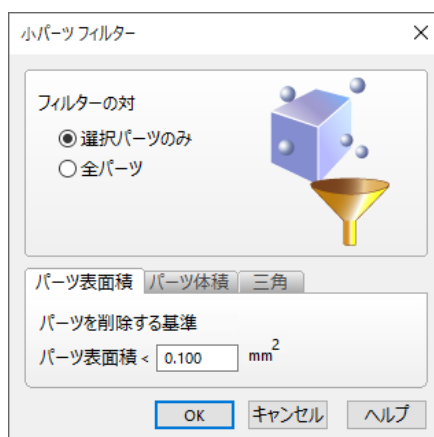 小パーツ フィルター
フィルターの対
選択パーツのみ
全パーツ
パーツ表面積 パーツ体積 三角
パーツを削除する基準
パーツ表面積 < 0.100 mm2
OK キャンセル ヘルプ